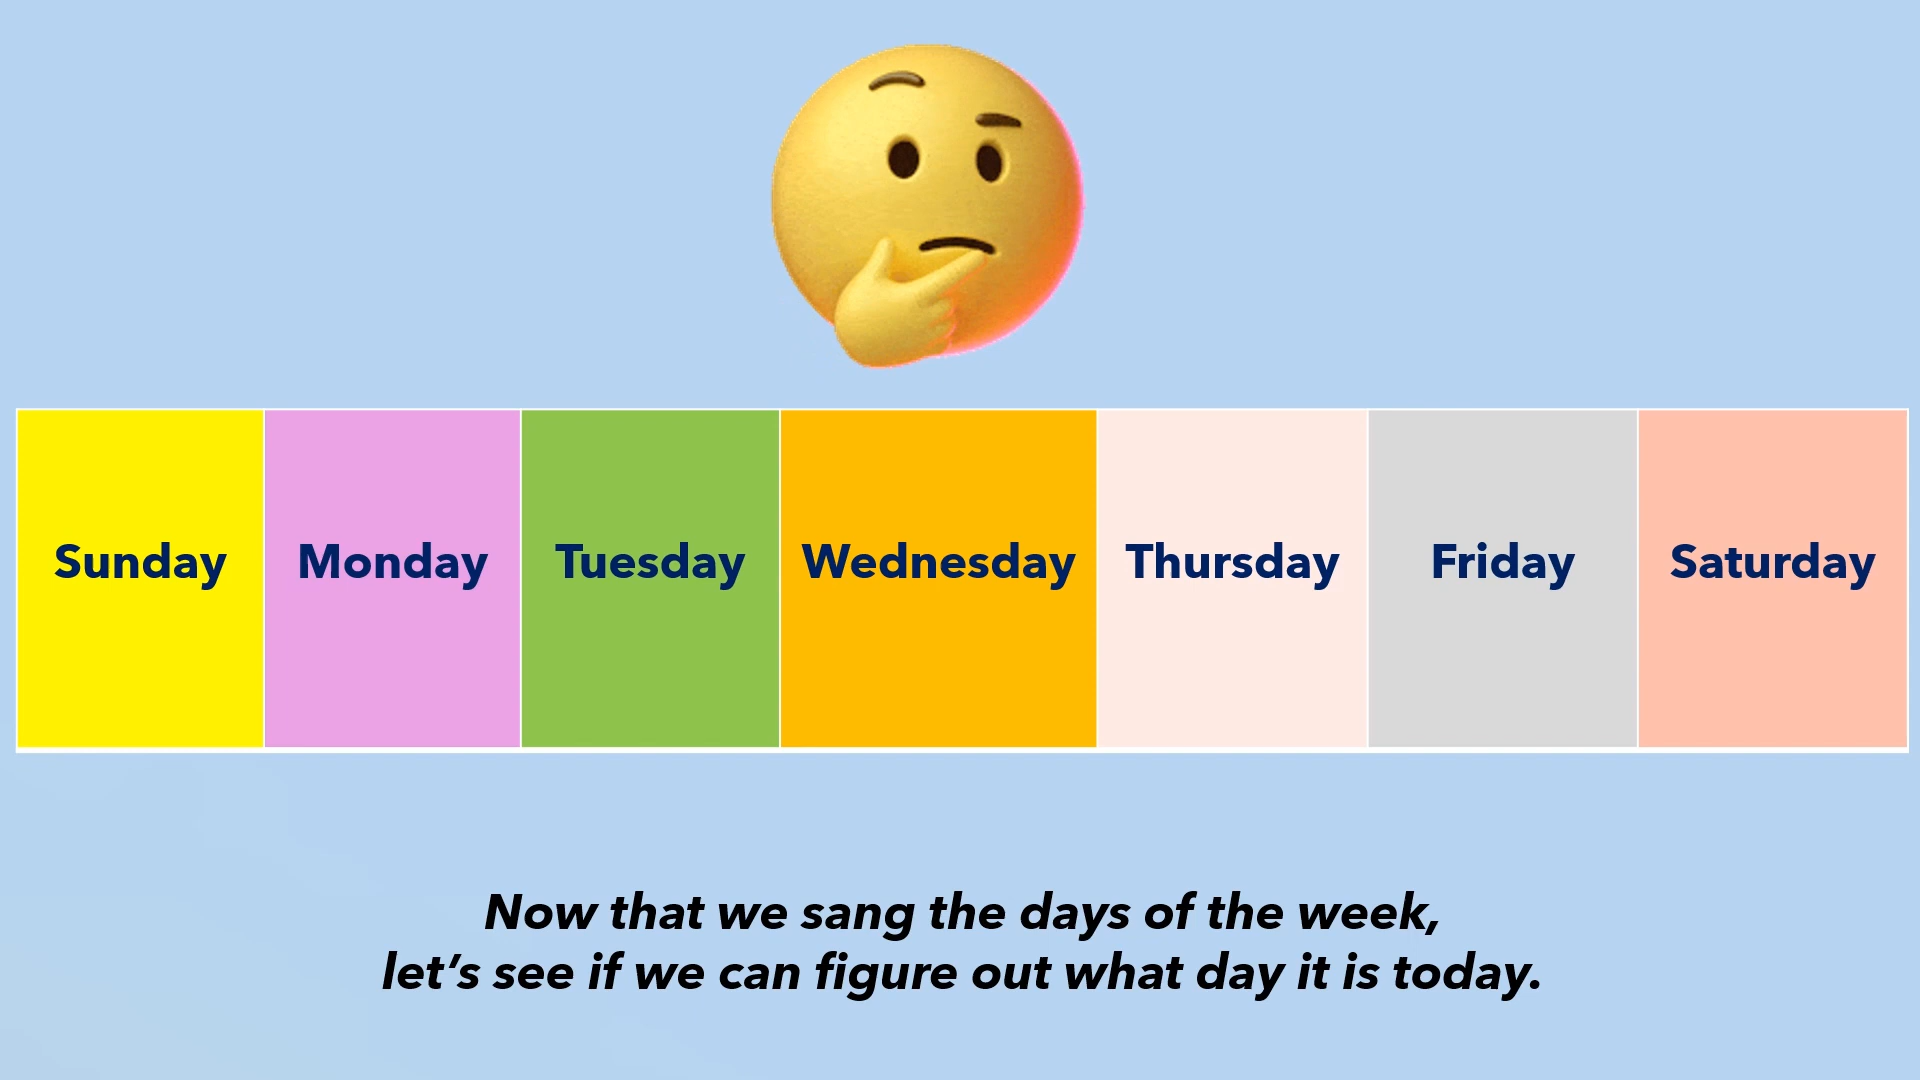 Sunday Monday Tuesday Wednesday Thursday Friday Saturday
Now that we sang the days of the week,
let’s see if we can figure out what day it is today.